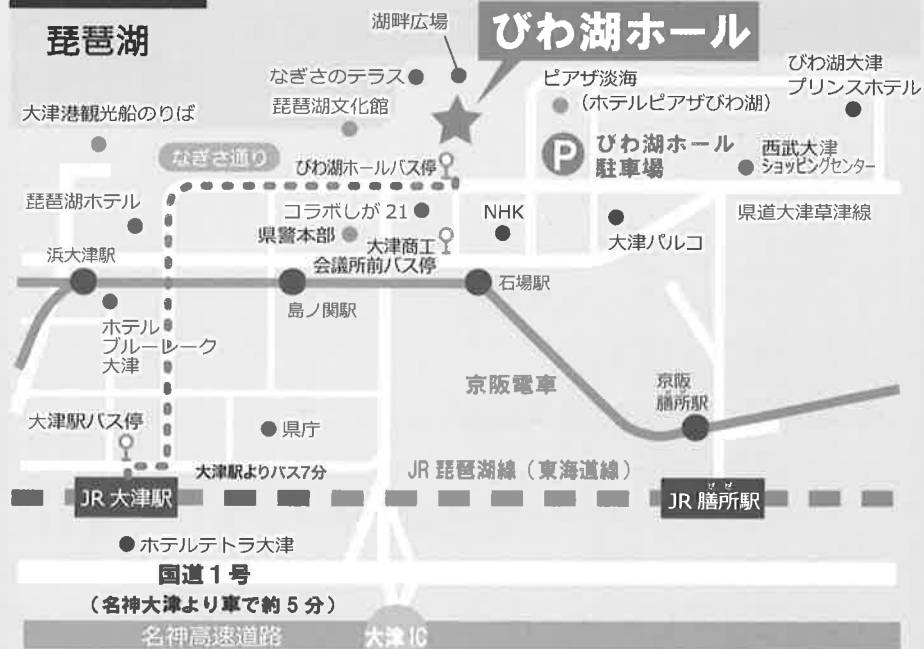 琵琶湖
湖畔広場
びわ湖ホール
なぎさのテラス
琵琶湖文化館
ピアザ淡海
(ホテルピアザびわ湖)
びわ湖大津
プリンスホテル
大津港観光船のりば
なぎさ通り
びわ湖ホールバス停
P
びわ湖ホール
駐車場
西武大津
ショッピングセンター
琵琶湖ホテル
コラボしが 21
NHK
県道大津草津線
県警本部
大津商工
会議所前バス停
大津パルコ
浜大津駅
島ノ関駅
石場駅
ホテル
ブルーレーク
大津
京阪電車
京阪
膳所駅
ぜぜ
大津駅バス停
県庁
大津駅よりバス7分
JR 琵琶湖線(東海道線)
JR 大津駅
JR 膳所駅
ぜぜ
ホテルテトラ大津
国道1号
(名神大津より車で約5分)
名神高速道路
大津 IC